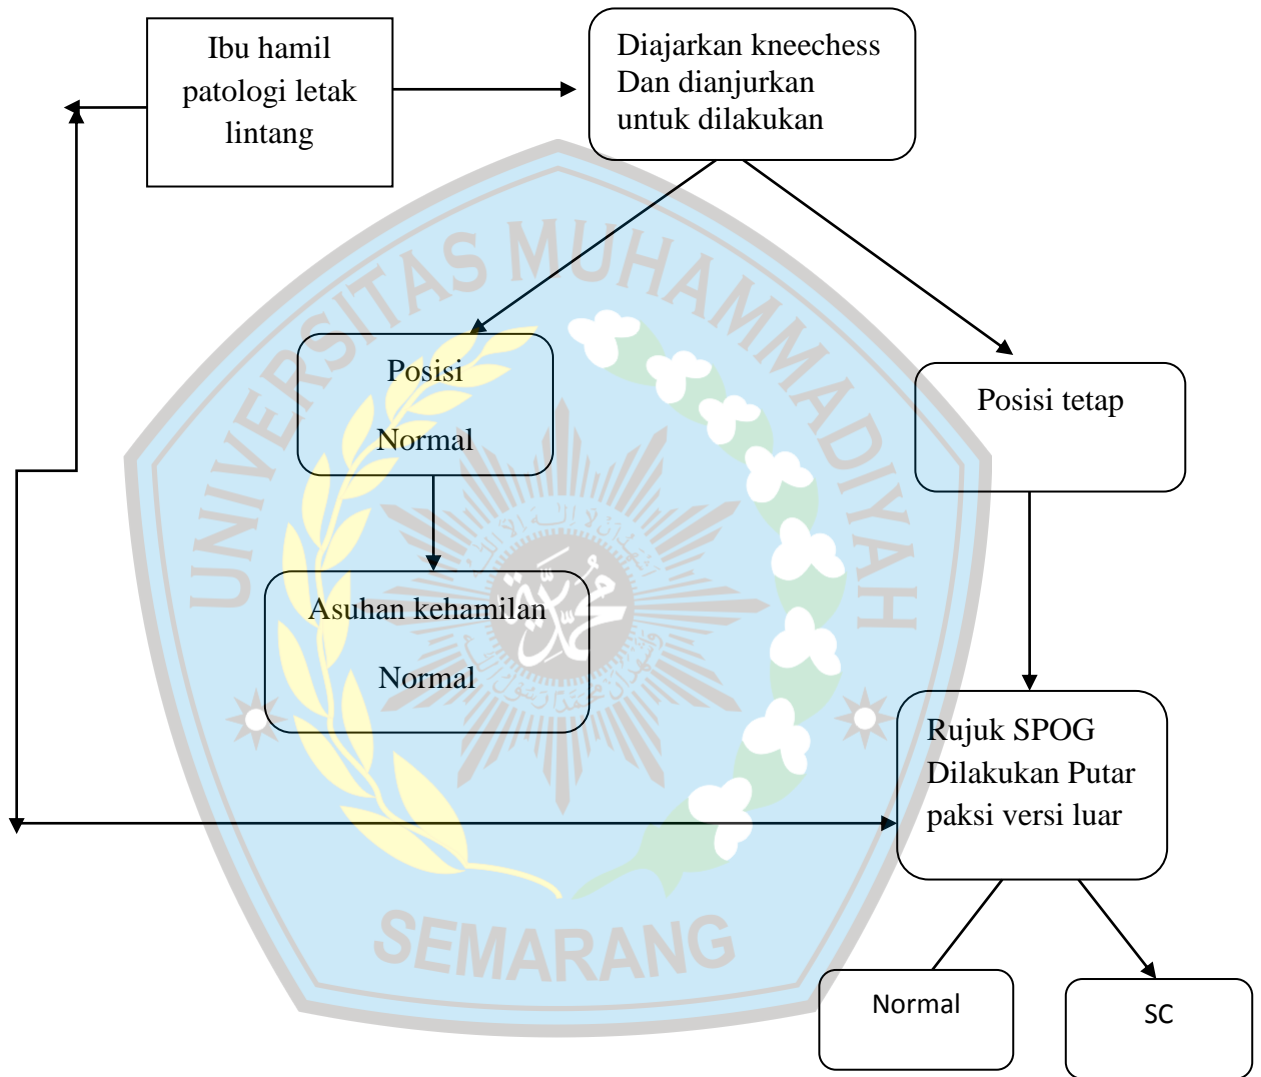 Ibu hamil
patologi letak
lintang
Diajarkan kneechess
Dan dianjurkan
untuk dilakukan
Posisi
Normal
Posisi tetap
Asuhan kehamilan
Normal
Rujuk SPOG
Dilakukan Putar
paksi versi luar
Normal
SC
UNIVERSITAS MUHAMMADIYAH
SEMARANG